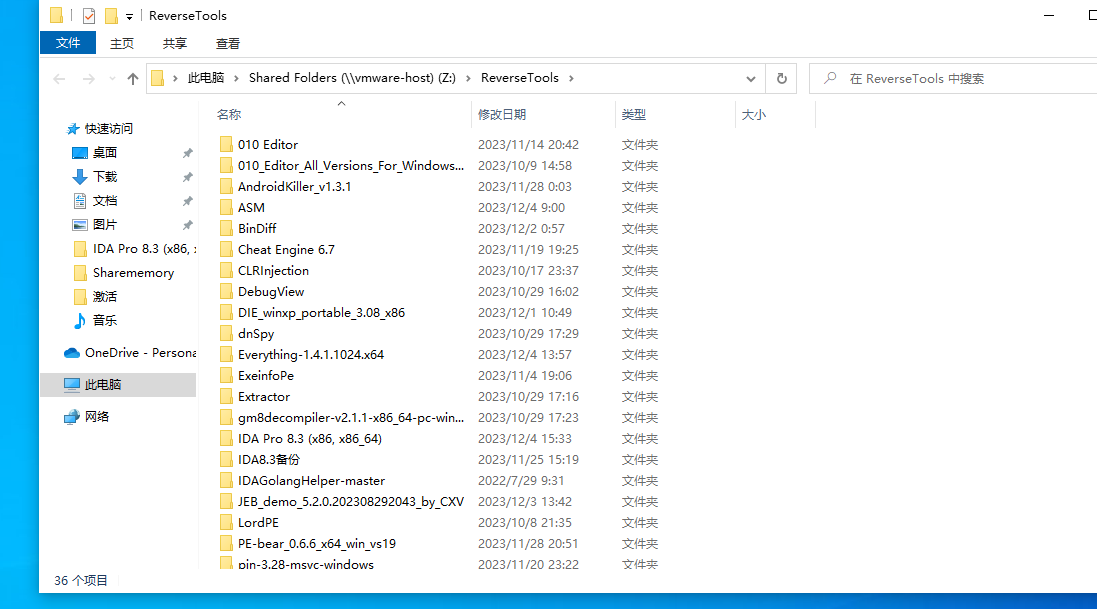 ReverseTools
文件 主页 共享 查看
此电脑 Shared Folders (\\vmware-host) (Z:) ReverseTools
在 ReverseTools 中搜索
名称 修改日期 类型 大小
快速访问
桌面
下载
文档
图片
IDA Pro 8.3 (x86, x
Sharememory
激活
音乐
OneDrive - Persona
此电脑
网络
010 Editor 2023/11/14 20:42 文件夹
010_Editor_All_Versions_For_Windows... 2023/10/9 14:58 文件夹
AndroidKiller_v1.3.1 2023/11/28 0:03 文件夹
ASM 2023/12/4 9:00 文件夹
BinDiff 2023/12/2 0:57 文件夹
Cheat Engine 6.7 2023/11/19 19:25 文件夹
CLRInjection 2023/10/17 23:37 文件夹
DebugView 2023/10/29 16:02 文件夹
DIE_winxp_portable_3.08_x86 2023/12/1 10:49 文件夹
dnSpy 2023/10/29 17:29 文件夹
Everything-1.4.1.1024.x64 2023/12/4 13:57 文件夹
ExeinfoPe 2023/11/4 19:06 文件夹
Extractor 2023/10/29 17:16 文件夹
gm8decompiler-v2.1.1-x86_64-pc-win... 2023/10/29 17:23 文件夹
IDA Pro 8.3 (x86, x86_64) 2023/12/4 15:33 文件夹
IDA8.3备份 2023/11/25 15:19 文件夹
IDAGolangHelper-master 2022/7/29 9:31 文件夹
JEB_demo_5.2.0.202308292043_by_CXV 2023/12/3 13:42 文件夹
LordPE 2023/10/8 21:35 文件夹
PE-bear_0.6.6_x64_win_vs19 2023/11/28 20:51 文件夹
pin-3.28-msvc-windows 2023/11/20 23:22 文件夹
36 个项目